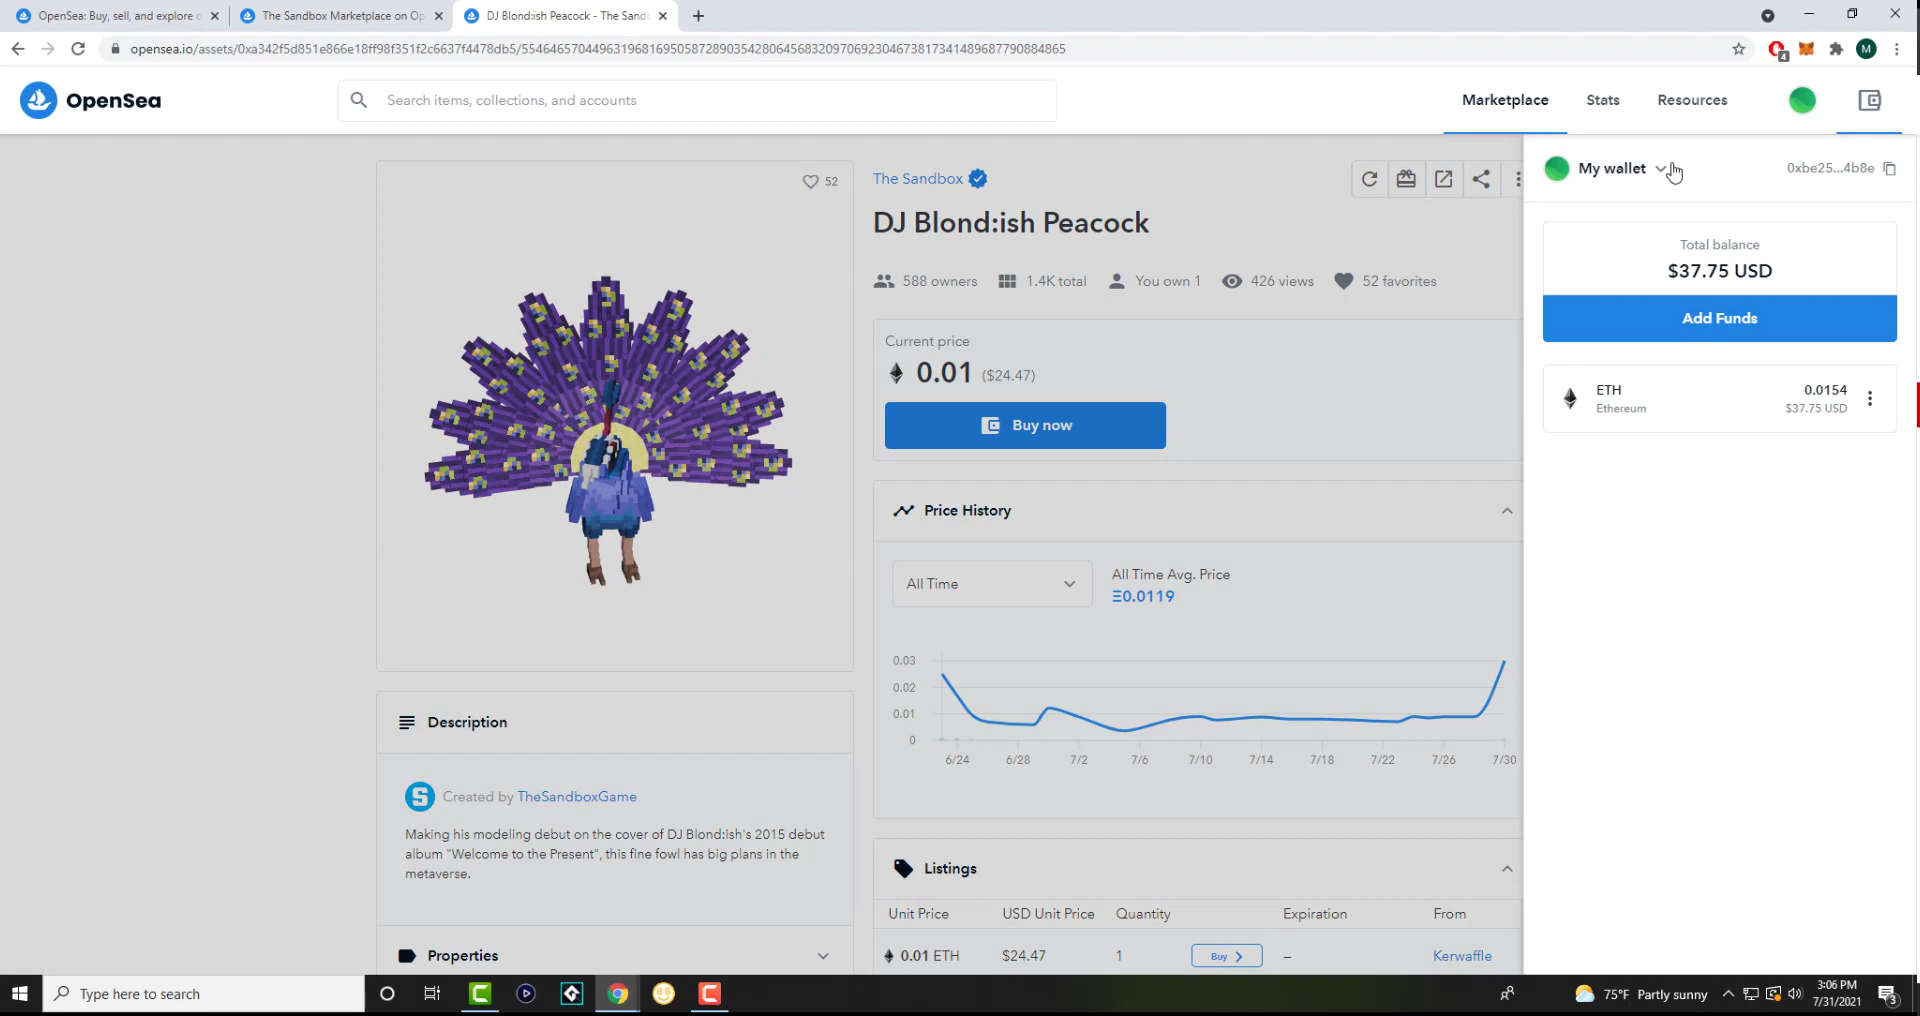 OpenSea: Buy, sell, and explore d
The Sandbox Marketplace on Op
DJ Blond:ish Peacock - The Sand
opensea.io/assets/0xa342f5d851e866e18ff98f351f2c6637f4478db5/55464657044963196816950587289035428064568320970692304673817341489687790884865
4
M
OpenSea
Search items, collections, and accounts
Marketplace
Stats
Resources
52
The Sandbox
DJ Blond:ish Peacock
588 owners
1.4K total
You own 1
426 views
52 favorites
Current price
0.01 ($24.47)
Buy now
Price History
All Time
All Time Avg. Price
Ξ0.0119
0.03
0.02
0.01
0
6/24
6/28
7/2
7/6
7/10
7/14
7/18
7/22
7/26
7/30
Description
Created by TheSandboxGame
Making his modeling debut on the cover of DJ Blond:ish's 2015 debut
album "Welcome to the Present", this fine fowl has big plans in the
metaverse.
Properties
Listings
Unit Price
USD Unit Price
Quantity
Expiration
From
0.01 ETH
$24.47
1
Buy
–
Kerwaffle
My wallet
0xbe25...4b8e
Total balance
$37.75 USD
Add Funds
ETH
Ethereum
0.0154
$37.75 USD
Type here to search
75°F Partly sunny
3:06 PM
7/31/2021
3